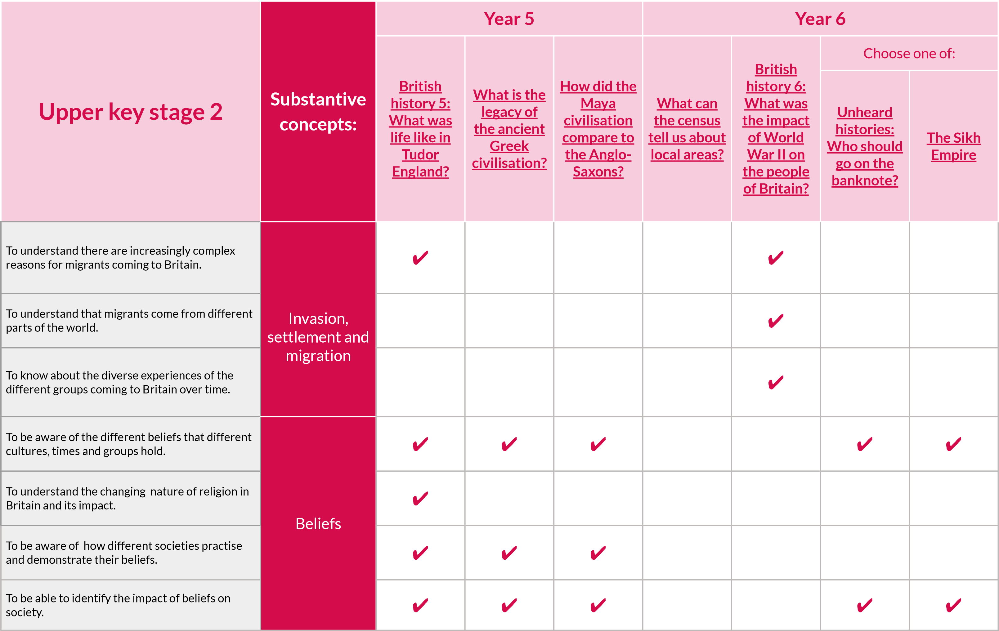 Year 5
Year 6
Upper key stage 2
Substantive
concepts:
British
history 5:
What was
life like in
Tudor
England?
What is the
legacy of
the ancient
Greek
civilisation?
How did the
Maya
civilisation
compare to
the Anglo-
Saxons?
What can
the census
tell us about
local areas?
British
history 6:
What was
the impact
of World
War II on
the people
of Britain?
Choose one of:
Unheard
histories:
Who should
go on the
banknote?
The Sikh
Empire
To understand there are increasingly complex
reasons for migrants coming to Britain.
Invasion,
settlement and
migration
✔ ✔
To understand that migrants come from different
parts of the world.
✔
To know about the diverse experiences of the
different groups coming to Britain over time.
✔
To be aware of the different beliefs that different
cultures, times and groups hold.
Beliefs
✔ ✔ ✔ ✔ ✔
To understand the changing  nature of religion in
Britain and its impact.
✔
To be aware of  how different societies practise
and demonstrate their beliefs.
✔ ✔ ✔
To be able to identify the impact of beliefs on
society.
✔ ✔ ✔ ✔ ✔